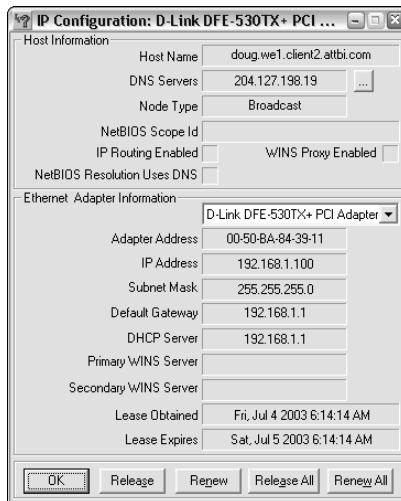 IP Configuration: D-Link DFE-530TX+ PCI ...
Host Information
Host Name doug.we1.client2.attbi.com
DNS Servers 204.127.198.19 ...
Node Type Broadcast
NetBIOS Scope Id
IP Routing Enabled WINS Proxy Enabled
NetBIOS Resolution Uses DNS
Ethernet Adapter Information
D-Link DFE-530TX+ PCI Adapter
Adapter Address 00-50-BA-84-39-11
IP Address 192.168.1.100
Subnet Mask 255.255.255.0
Default Gateway 192.168.1.1
DHCP Server 192.168.1.1
Primary WINS Server
Secondary WINS Server
Lease Obtained Fri, Jul 4 2003 6:14:14 AM
Lease Expires Sat, Jul 5 2003 6:14:14 AM
OK Release Renew Release All Renew All